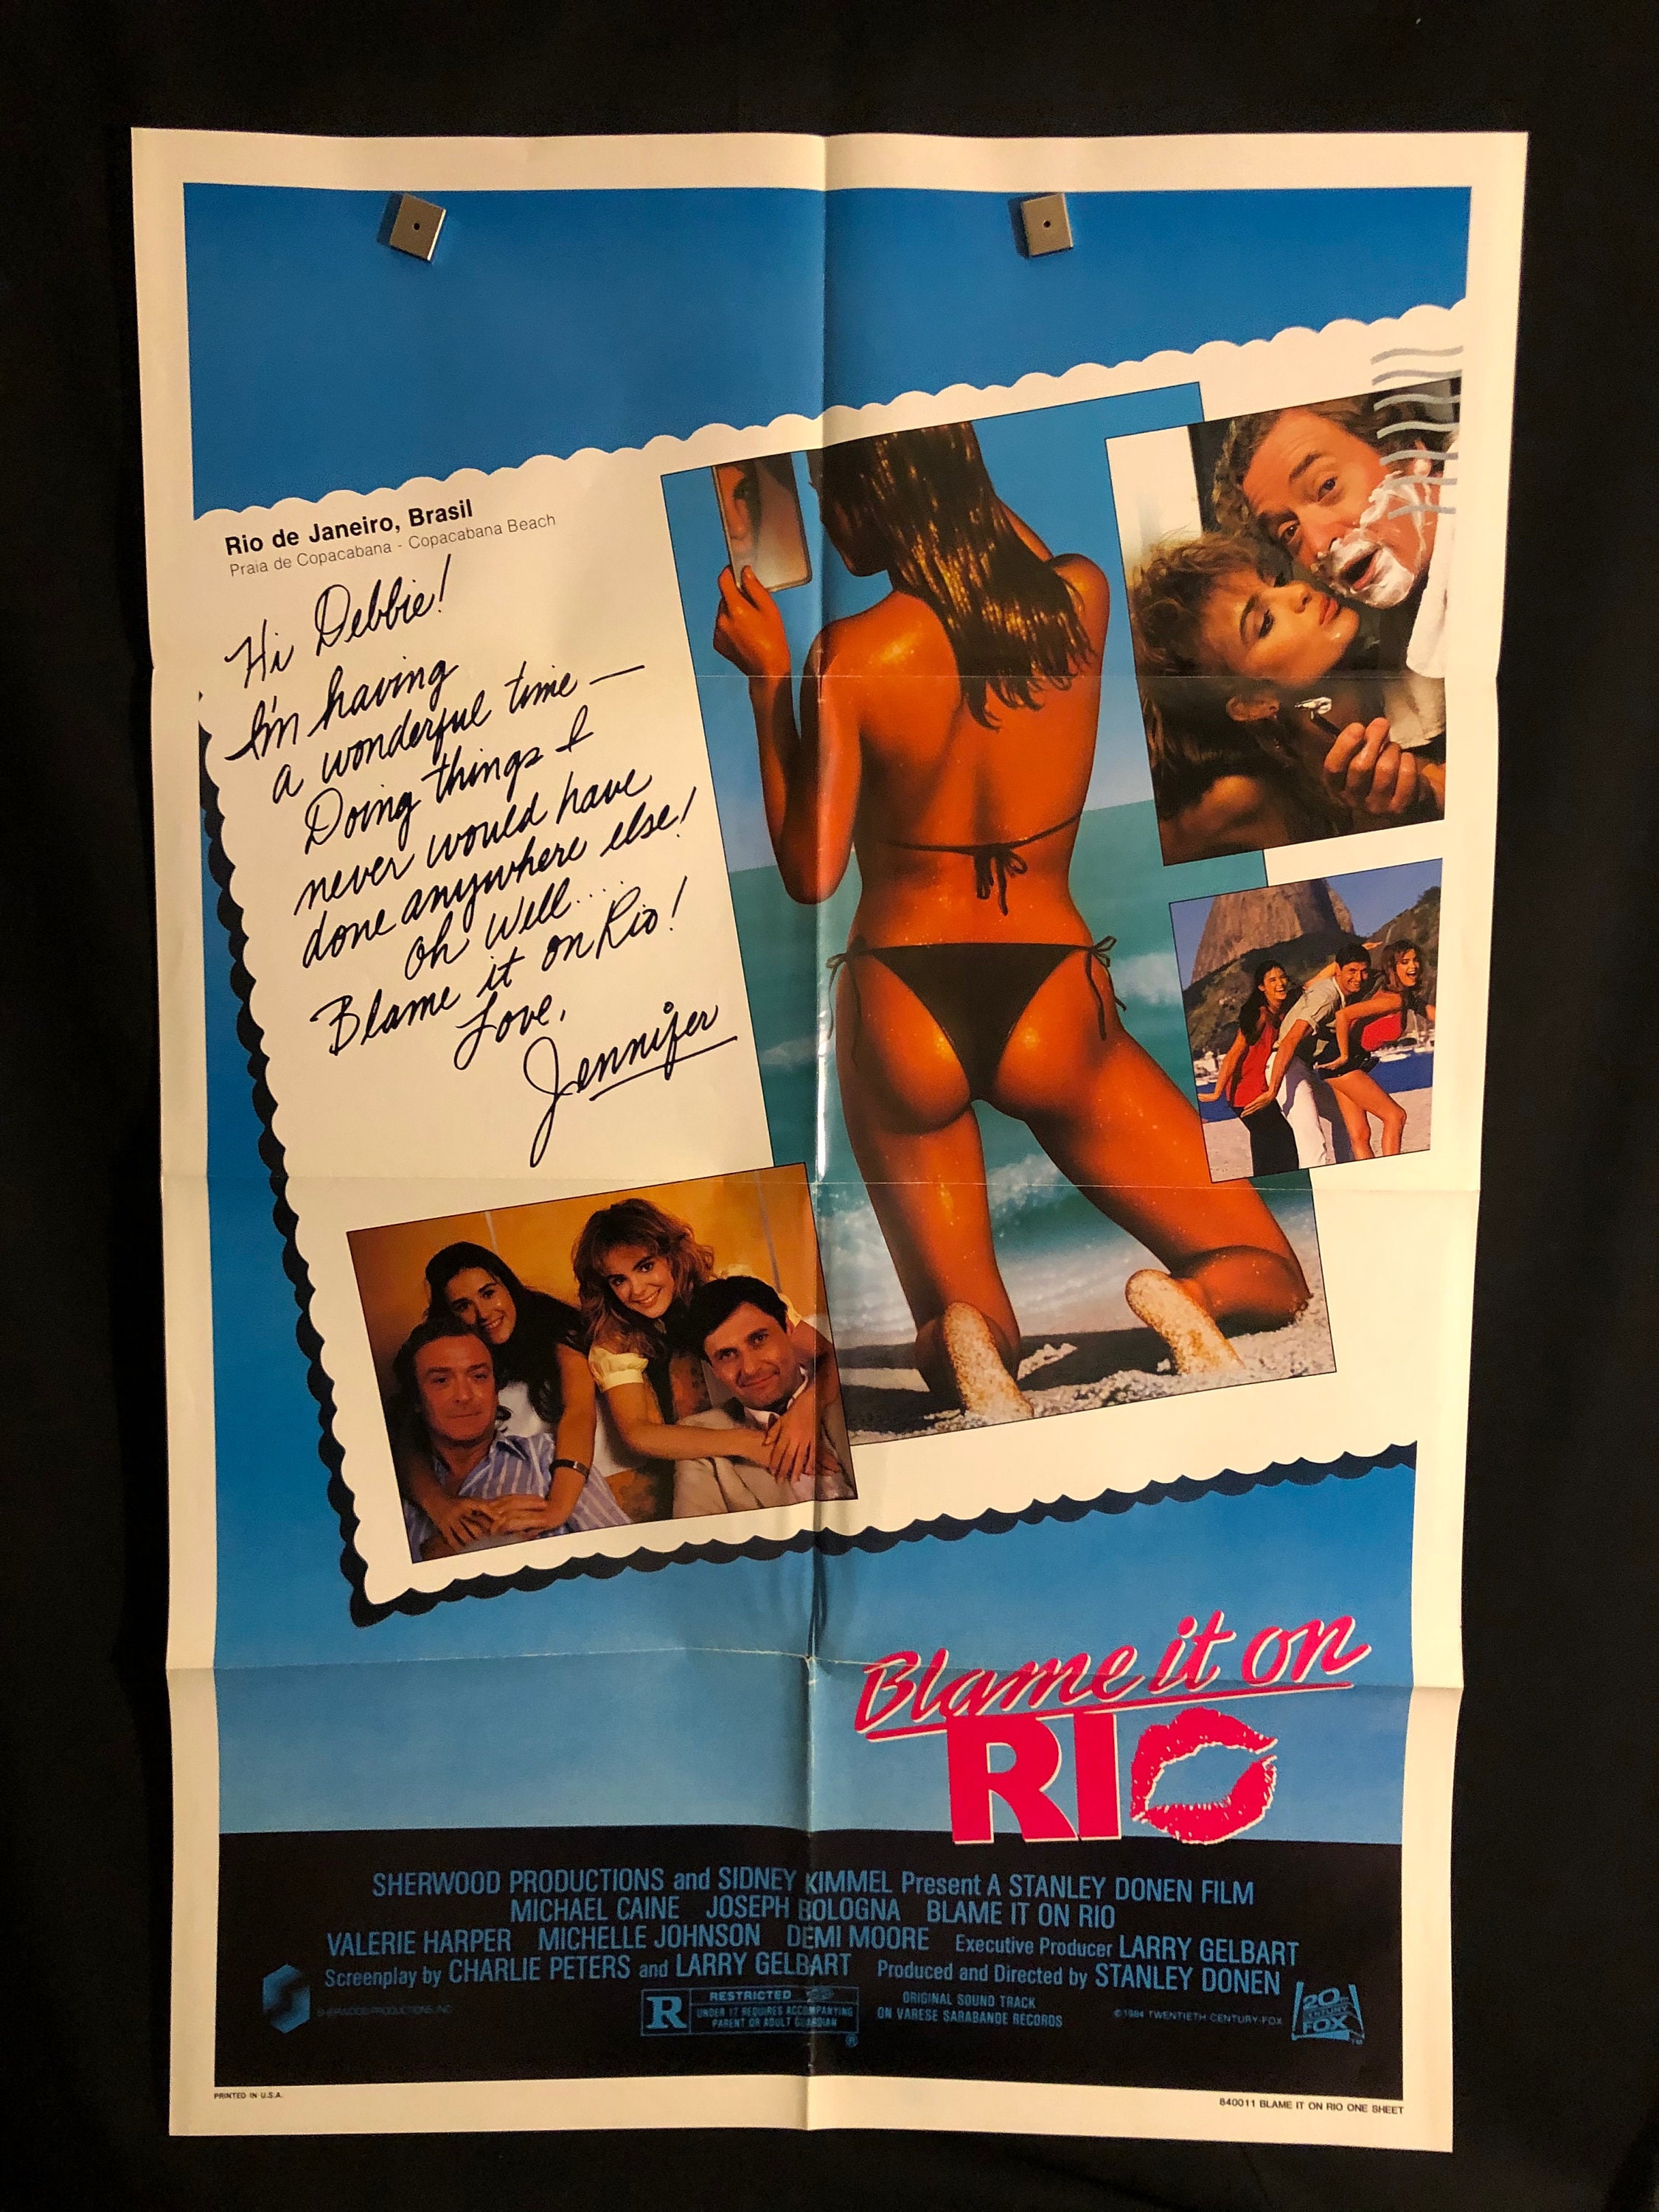 Rio de Janeiro, Brasil
Praia de Copacabana - Copacabana Beach
Hi Debbie!
I'm having
a wonderful time —
Doing things I
never would have
done anywhere else!
Oh well....
Blame it on Rio!
Love,
Jennifer
Blame it on
RIO
SHERWOOD PRODUCTIONS and SIDNEY KIMMEL Present A STANLEY DONEN FILM
MICHAEL CAINE JOSEPH BOLOGNA BLAME IT ON RIO
VALERIE HARPER MICHELLE JOHNSON DEMI MOORE Executive Producer LARRY GELBART
Screenplay by CHARLIE PETERS and LARRY GELBART Produced and Directed by STANLEY DONEN
SHERWOOD PRODUCTIONS, INC.
R RESTRICTED
UNDER 17 REQUIRES ACCOMPANYING
PARENT OR ADULT GUARDIAN
®
ORIGINAL SOUND TRACK
ON VARESE SARABANDE RECORDS
©1984 TWENTIETH CENTURY-FOX
20th
CENTURY
FOX
TM
PRINTED IN U.S.A.
840011 BLAME IT ON RIO ONE SHEET